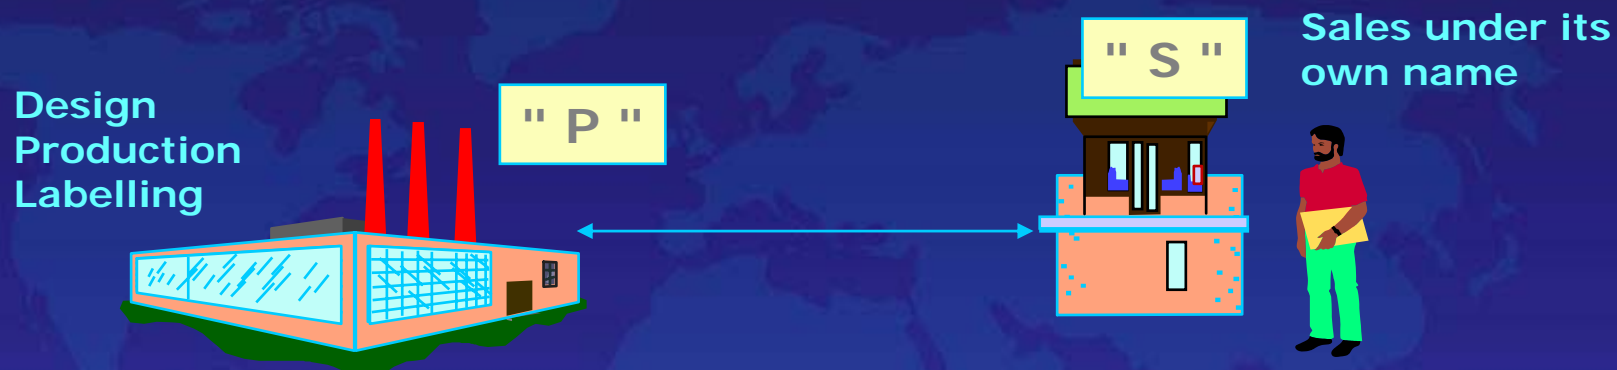 Design
Production
Labelling
" P "
" S "
Sales under its
own name